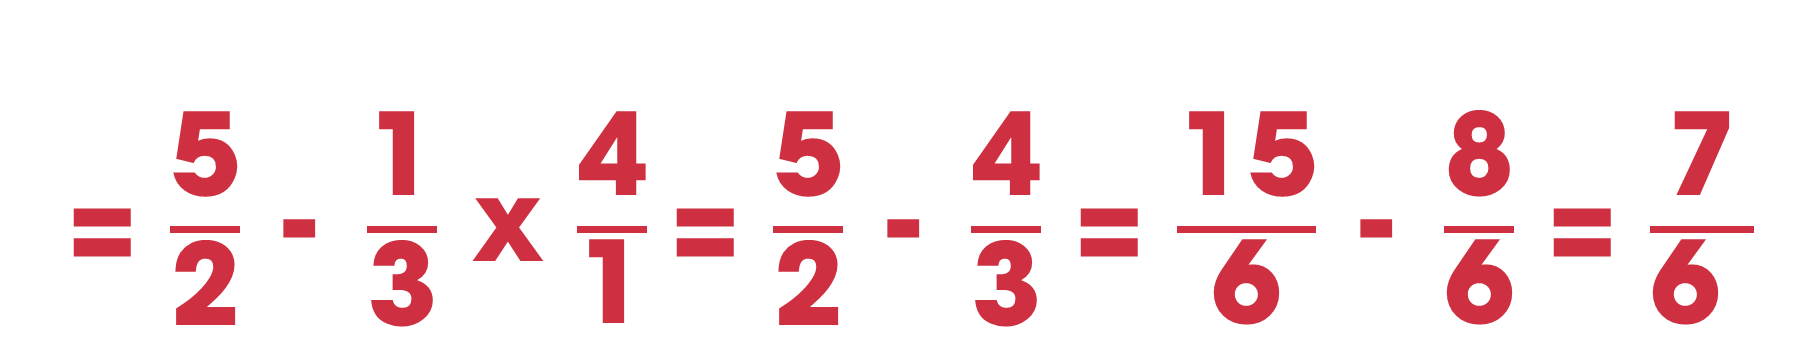 = 5/2 - 1/3 x 4/1 = 5/2 - 4/3 = 15/6 - 8/6 = 7/6